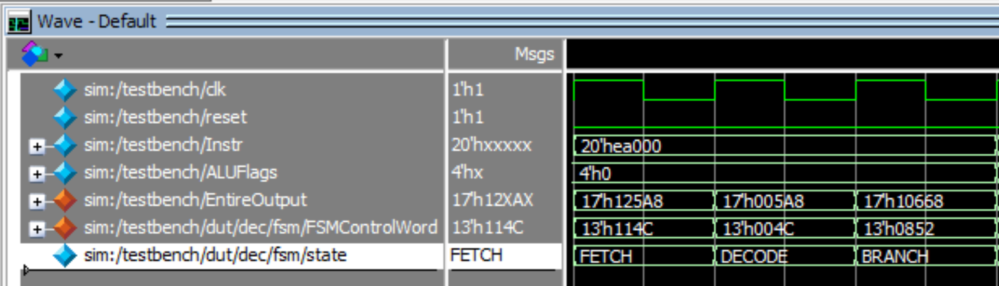 Wave - Default
Msgs
sim:/testbench/clk 1'h1
sim:/testbench/reset 1'h1
sim:/testbench/Instr 20'hxxxxx 20'hea000
sim:/testbench/ALUFlags 4'hx 4'h0
sim:/testbench/EntireOutput 17'h12XAX 17'h125A8 17'h005A8 17'h10668
sim:/testbench/dut/dec/fsm/FSMControlWord 13'h114C 13'h114C 13'h004C 13'h0852
sim:/testbench/dut/dec/fsm/state FETCH FETCH DECODE BRANCH